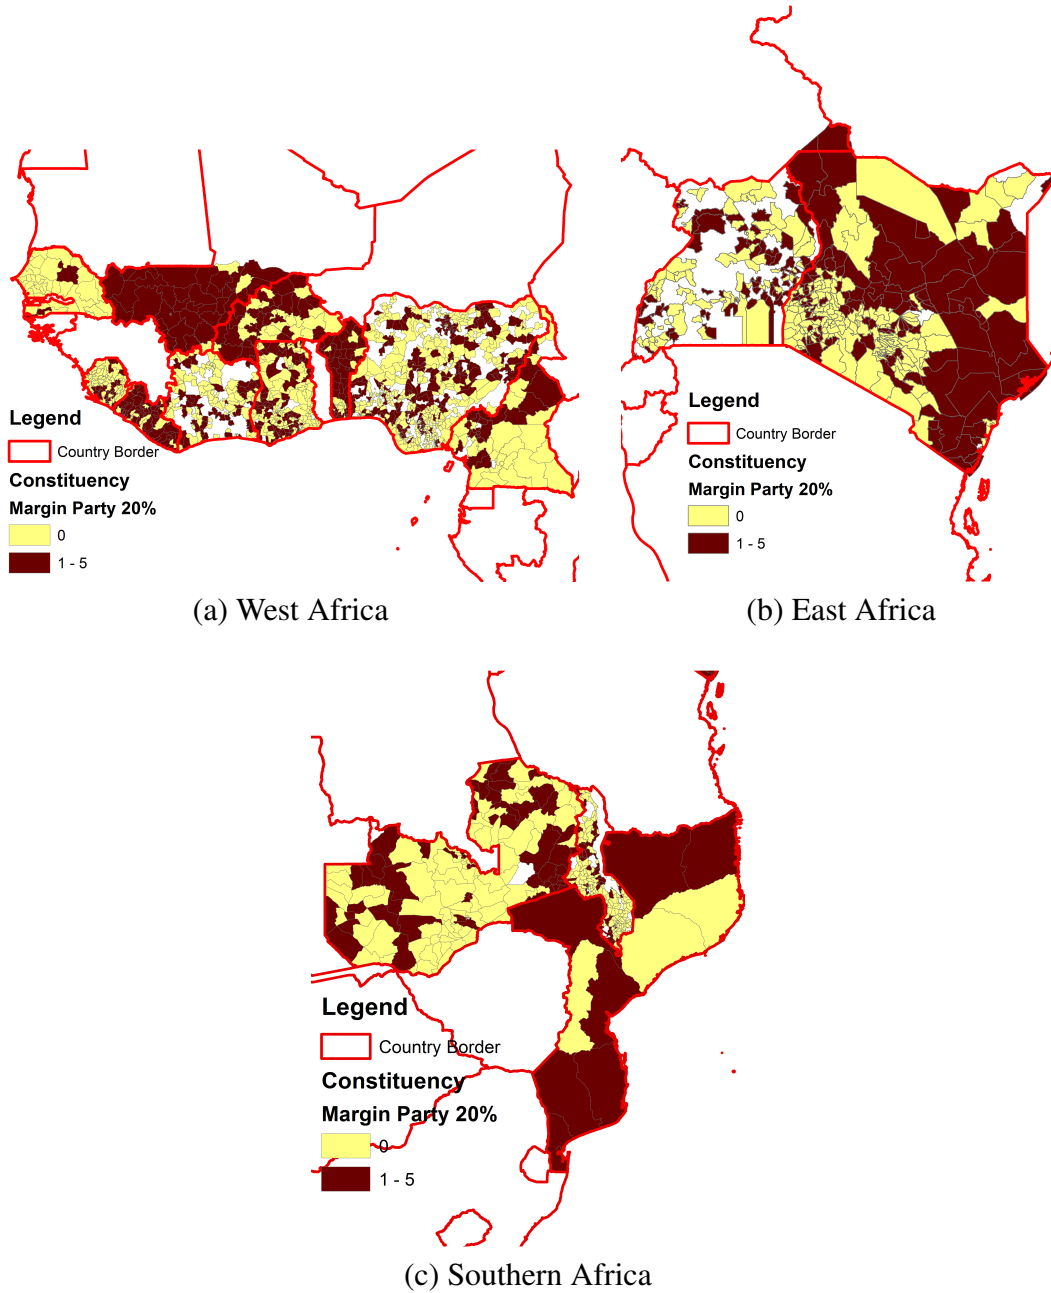 Legend
Country Border
Constituency
Margin Party 20%
0
1 - 5
(a) West Africa
Legend
Country Border
Constituency
Margin Party 20%
0
1 - 5
(b) East Africa
Legend
Country Border
Constituency
Margin Party 20%
0
1 - 5
(c) Southern Africa